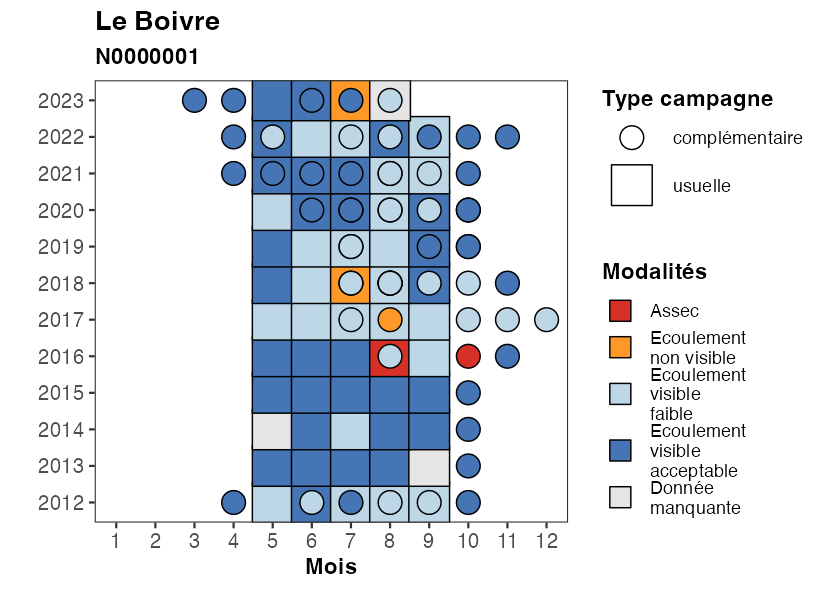 Le Boivre
N0000001
2023
2022
2021
2020
2019
2018
2017
2016
2015
2014
2013
2012
1 2 3 4 5 6 7 8 9 10 11 12
Mois
Type campagne
complémentaire
usuelle
Modalités
Assec
Ecoulement
non visible
Ecoulement
visible
faible
Ecoulement
visible
acceptable
Donnée
manquante